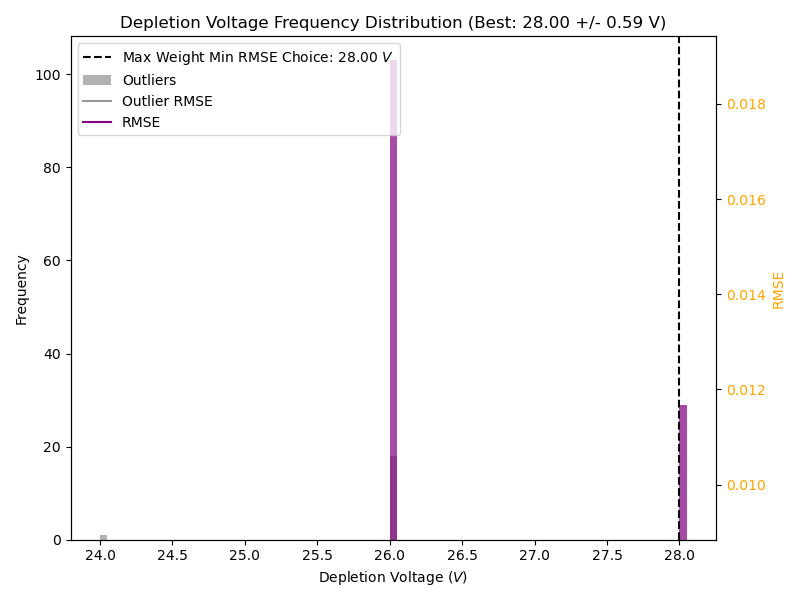 Depletion Voltage Frequency Distribution (Best: 28.00 +/- 0.59 V)
Max Weight Min RMSE Choice: 28.00 V
Outliers
Outlier RMSE
RMSE
100
80
60
40
20
0
Frequency
0.018
0.016
0.014
0.012
0.010
RMSE
24.0 24.5 25.0 25.5 26.0 26.5 27.0 27.5 28.0
Depletion Voltage (V)